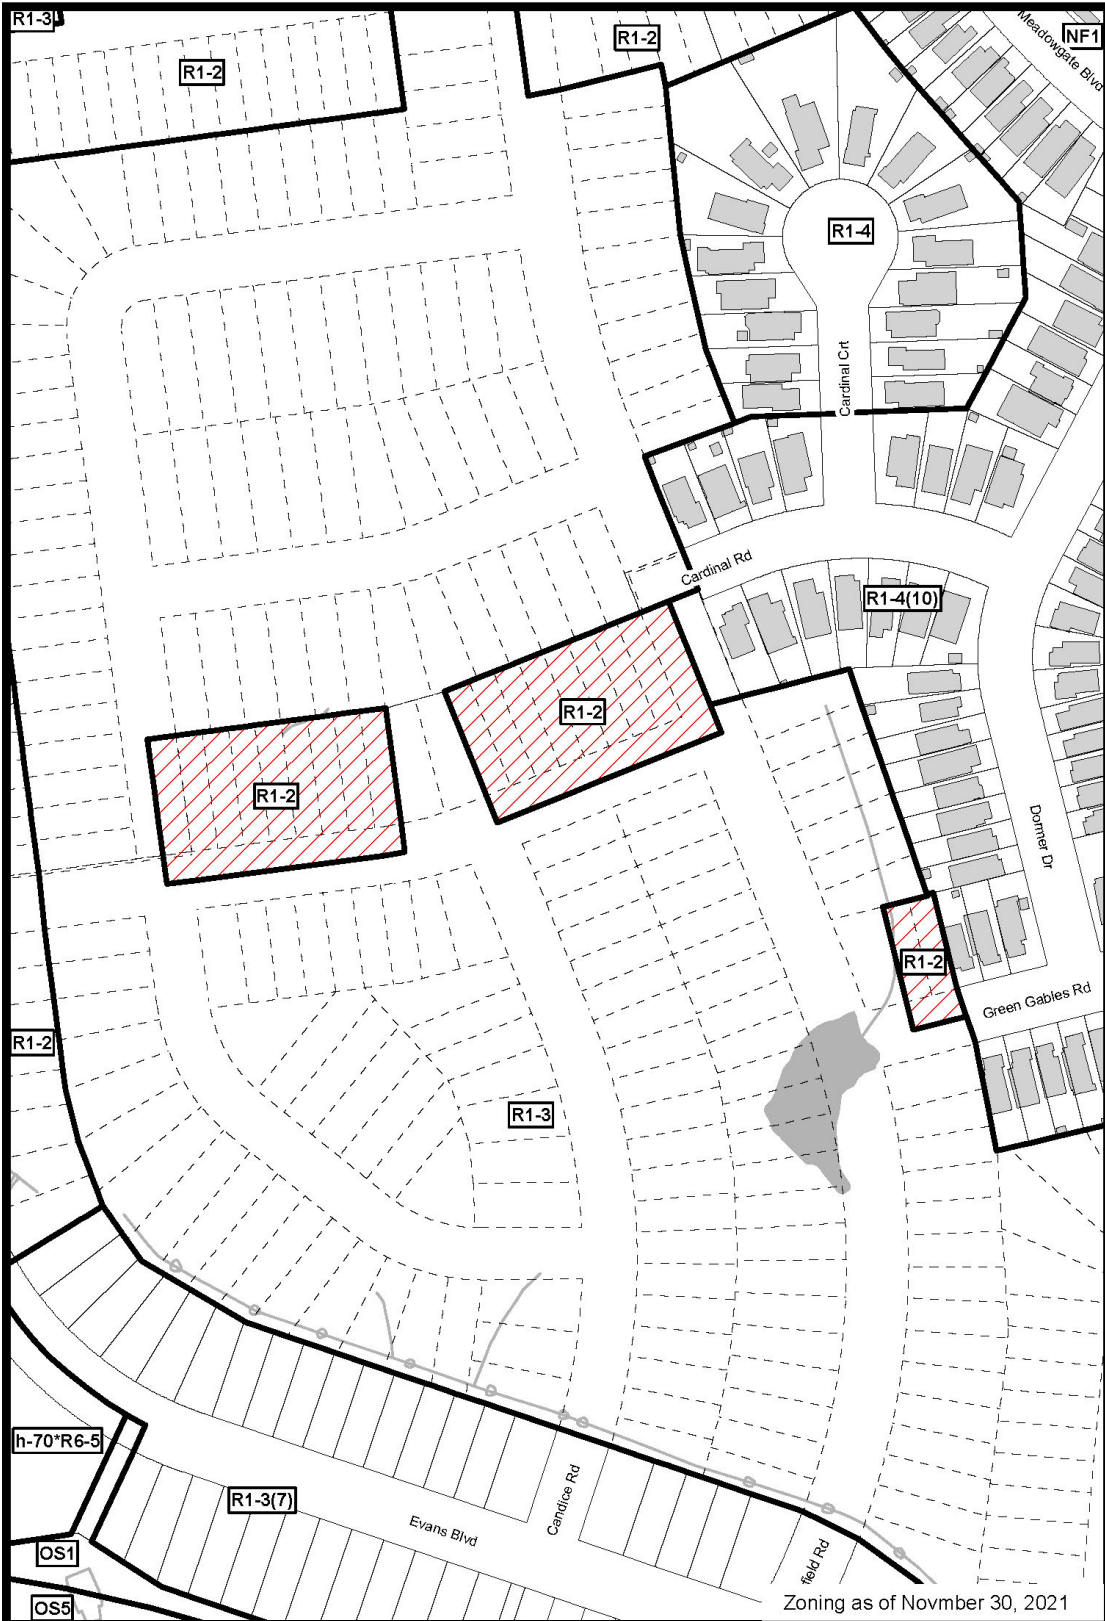 R1-3
R1-2
R1-2
Meadowgate Blvd
NF1
R1-4
Cardinal Crt
Cardinal Rd
R1-4(10)
R1-2
R1-2
Dormer Dr
R1-2
Green Gables Rd
R1-2
R1-3
h-70*R6-5
R1-3(7)
Evans Blvd
Candice Rd
field Rd
OS1
OS5
Zoning as of Novmber 30, 2021